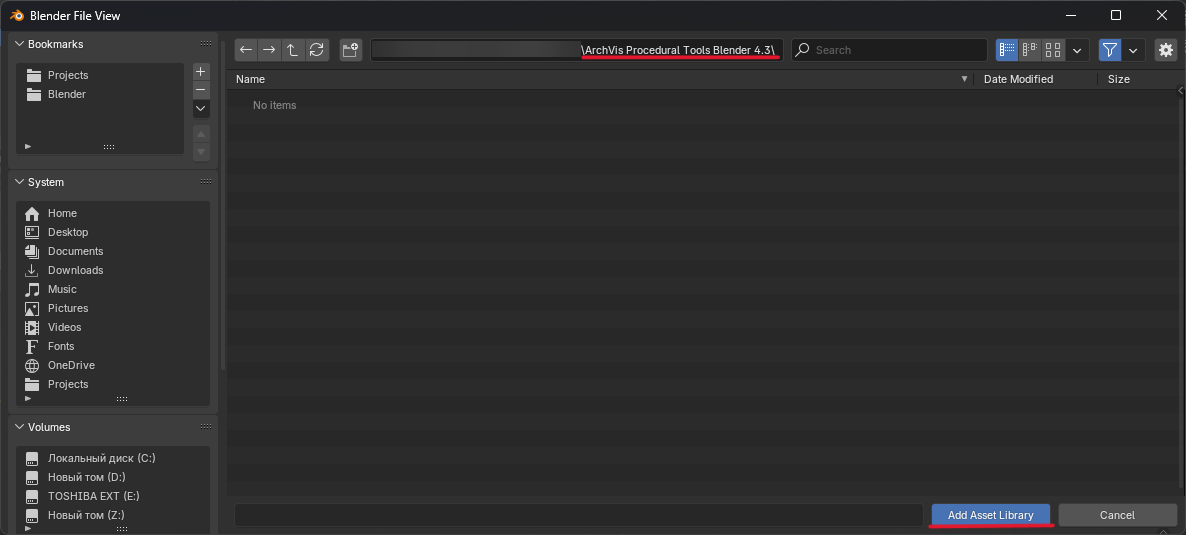 Blender File View
Bookmarks
Projects
Blender
System
Home
Desktop
Documents
Downloads
Music
Pictures
Videos
Fonts
OneDrive
Projects
Volumes
Локальный диск (C:)
Новый том (D:)
TOSHIBA EXT (E:)
Новый том (Z:)
\ArchVis Procedural Tools Blender 4.3\
Search
Name
Date Modified
Size
No items
Add Asset Library
Cancel